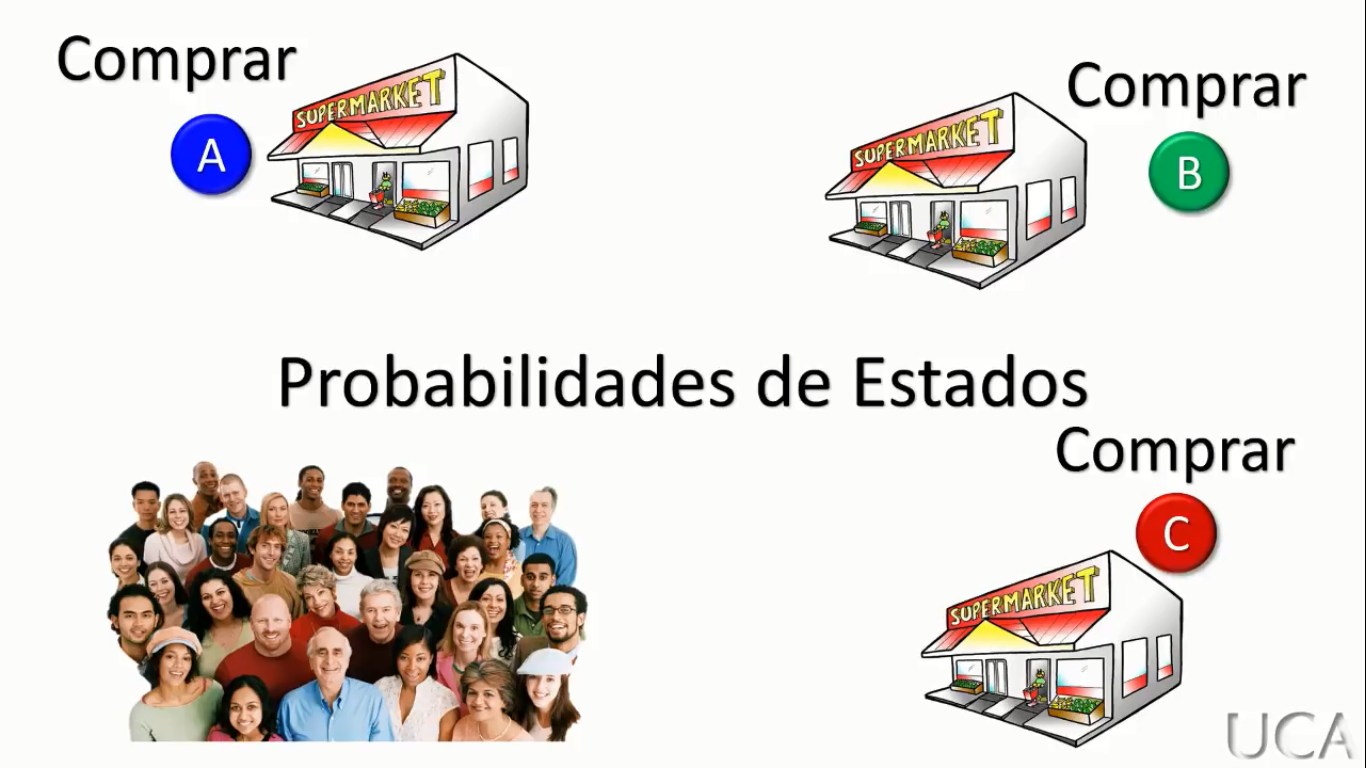 Comprar
SUPERMARKET
A
Comprar
SUPERMARKET
B
Probabilidades de Estados
Comprar
C
SUPERMARKET
UCA